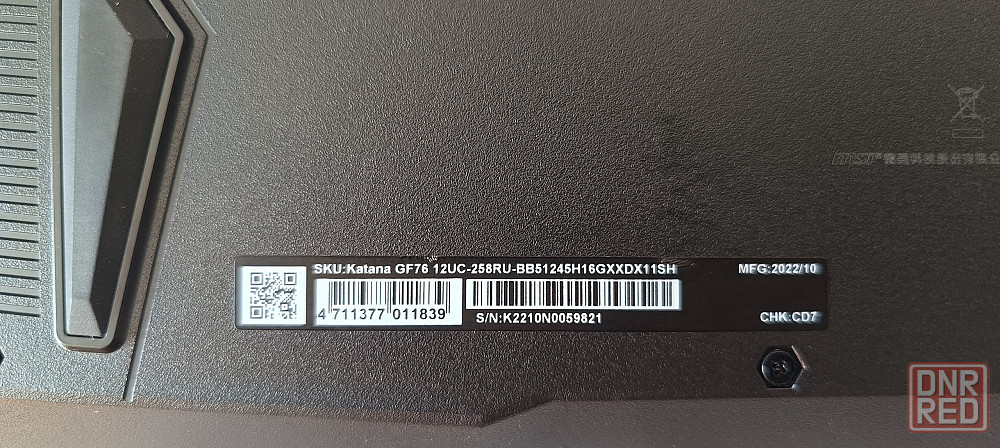 msi
SKU:Katana GF76 12UC-258RU-BB51245H16GXXDX11SH
MFG:2022/10
4 711377 011839
S/N:K2210N0059821
CHK:CD7
DNR
RED